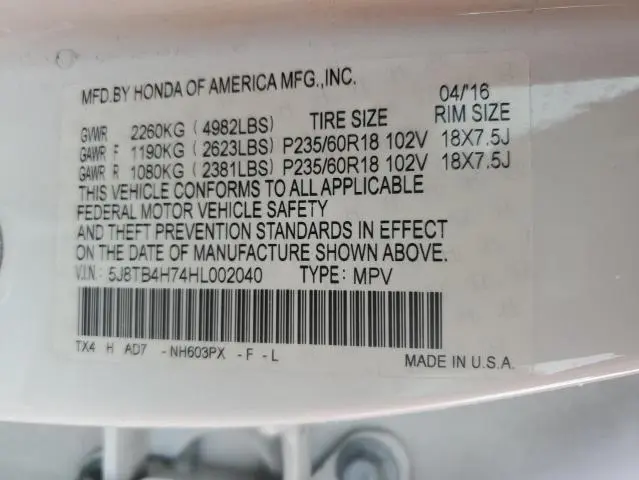 MFD.BY HONDA OF AMERICA MFG.,INC. 04/'16
GVWR 2260KG ( 4982LBS) TIRE SIZE RIM SIZE
GAWR F 1190KG ( 2623LBS) P235/60R18 102V 18X7.5J
GAWR R 1080KG ( 2381LBS) P235/60R18 102V 18X7.5J
THIS VEHICLE CONFORMS TO ALL APPLICABLE
FEDERAL MOTOR VEHICLE SAFETY
AND THEFT PREVENTION STANDARDS IN EFFECT
ON THE DATE OF MANUFACTURE SHOWN ABOVE.
V.I.N.: 5J8TB4H74HL002040 TYPE: MPV
TX4 H AD7 -NH603PX -F -L
MADE IN U.S.A.